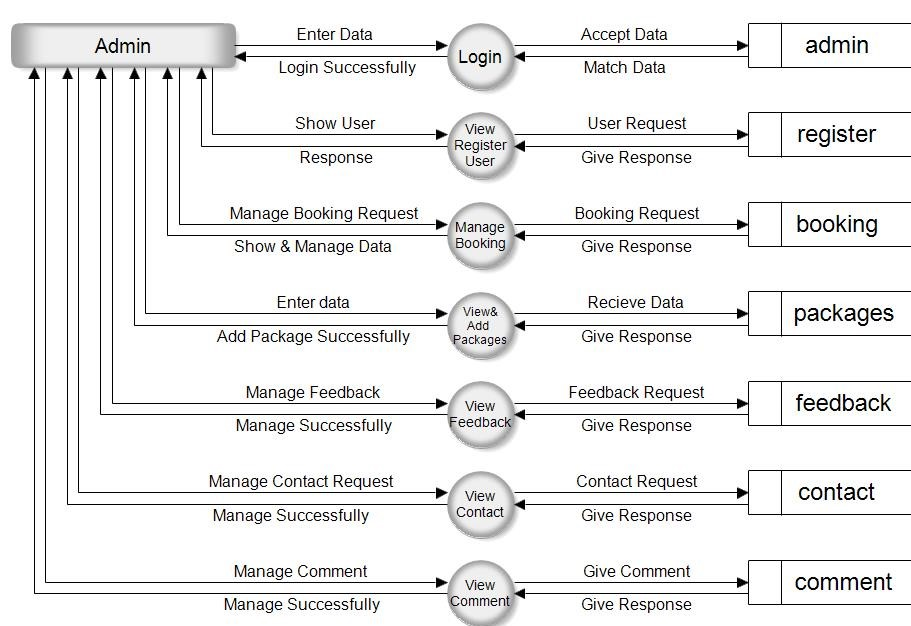 Admin
Enter Data
Login Successfully
Login
Accept Data
Match Data
admin
Show User
Response
View
Register
User
User Request
Give Response
register
Manage Booking Request
Show & Manage Data
Manage
Booking
Booking Request
Give Response
booking
Enter data
Add Package Successfully
View&
Add
Packages
Recieve Data
Give Response
packages
Manage Feedback
Manage Successfully
View
Feedback
Feedback Request
Give Response
feedback
Manage Contact Request
Manage Successfully
View
Contact
Contact Request
Give Response
contact
Manage Comment
Manage Successfully
View
Comment
Give Comment
Give Response
comment